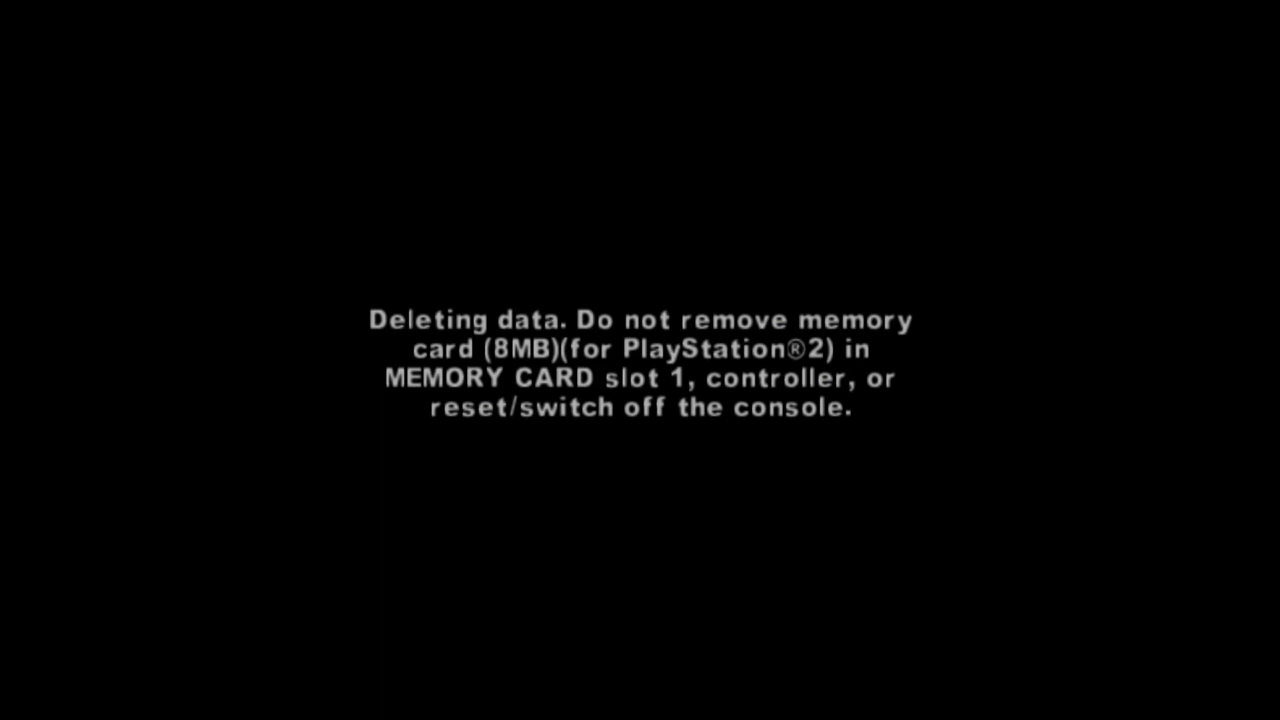 Deleting data. Do not remove memory
card (8MB)(for PlayStation®2) in
MEMORY CARD slot 1, controller, or
reset/switch off the console.